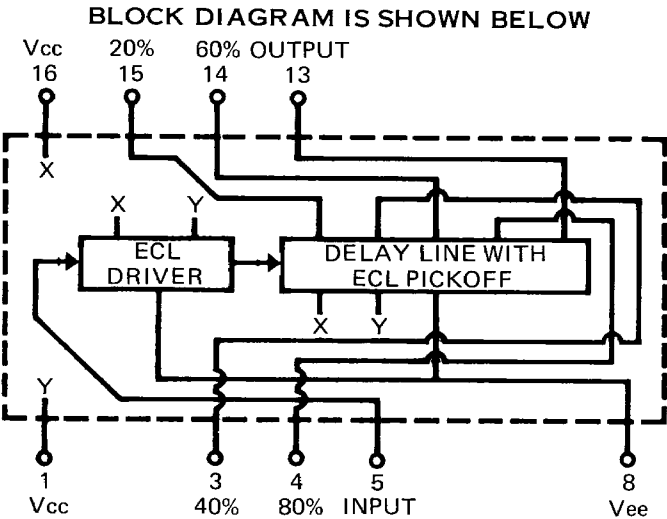 BLOCK DIAGRAM IS SHOWN BELOW
Vcc 20% 60% OUTPUT
16 15 14 13
X
X Y
ECL
DRIVER
DELAY LINE WITH
ECL PICKOFF
X Y
Y
1 3 4 5 8
Vcc 40% 80% INPUT Vee